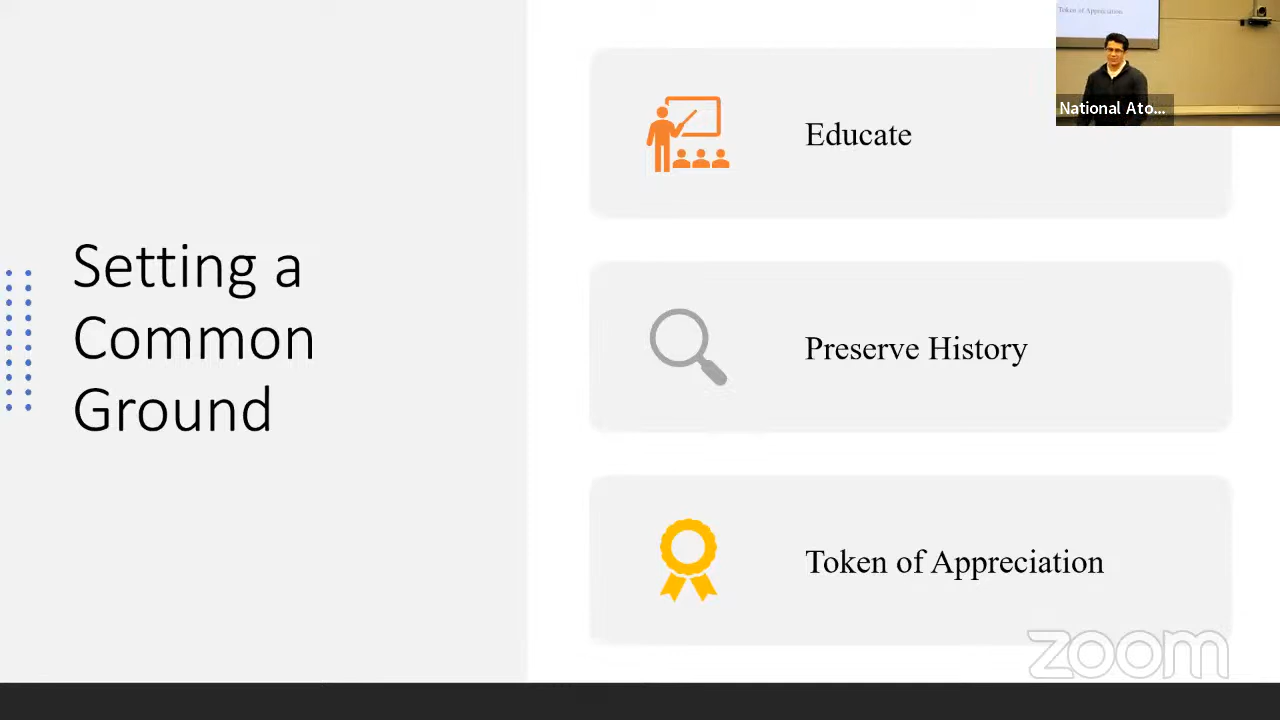 Setting a
Common
Ground
Educate
Preserve History
Token of Appreciation
Token of Appreciation
National Ato...
zoom